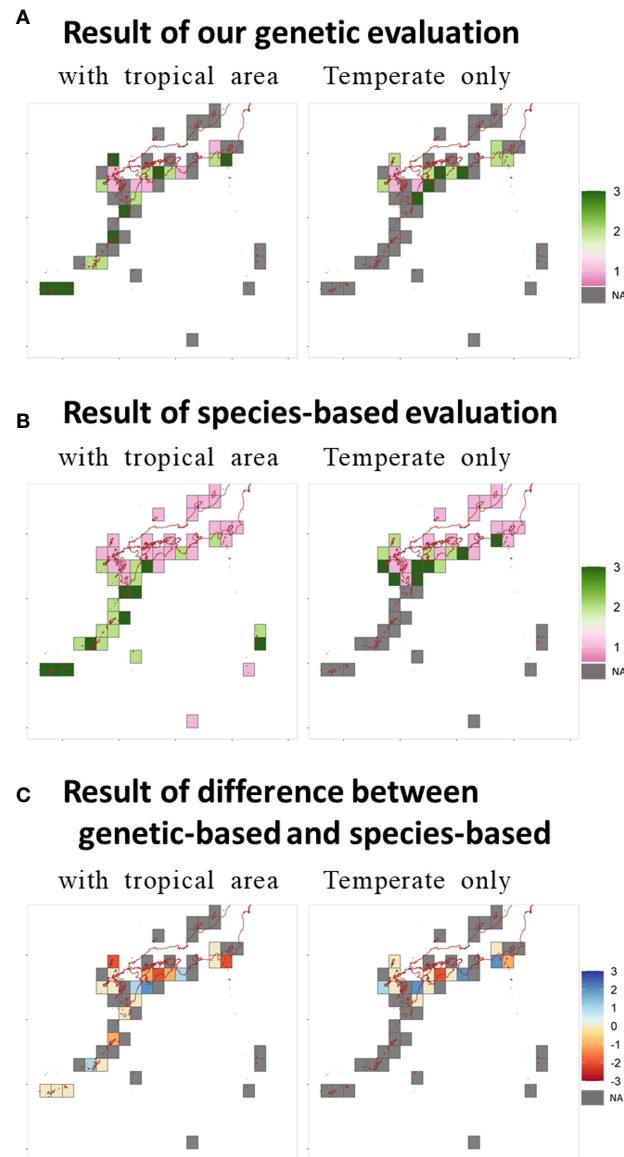 A
Result of our genetic evaluation
with tropical area
Temperate only
3
2
1
NA
B
Result of species-based evaluation
with tropical area
Temperate only
3
2
1
NA
C
Result of difference between
genetic-based and species-based
with tropical area
Temperate only
3
2
1
0
-1
-2
-3
NA